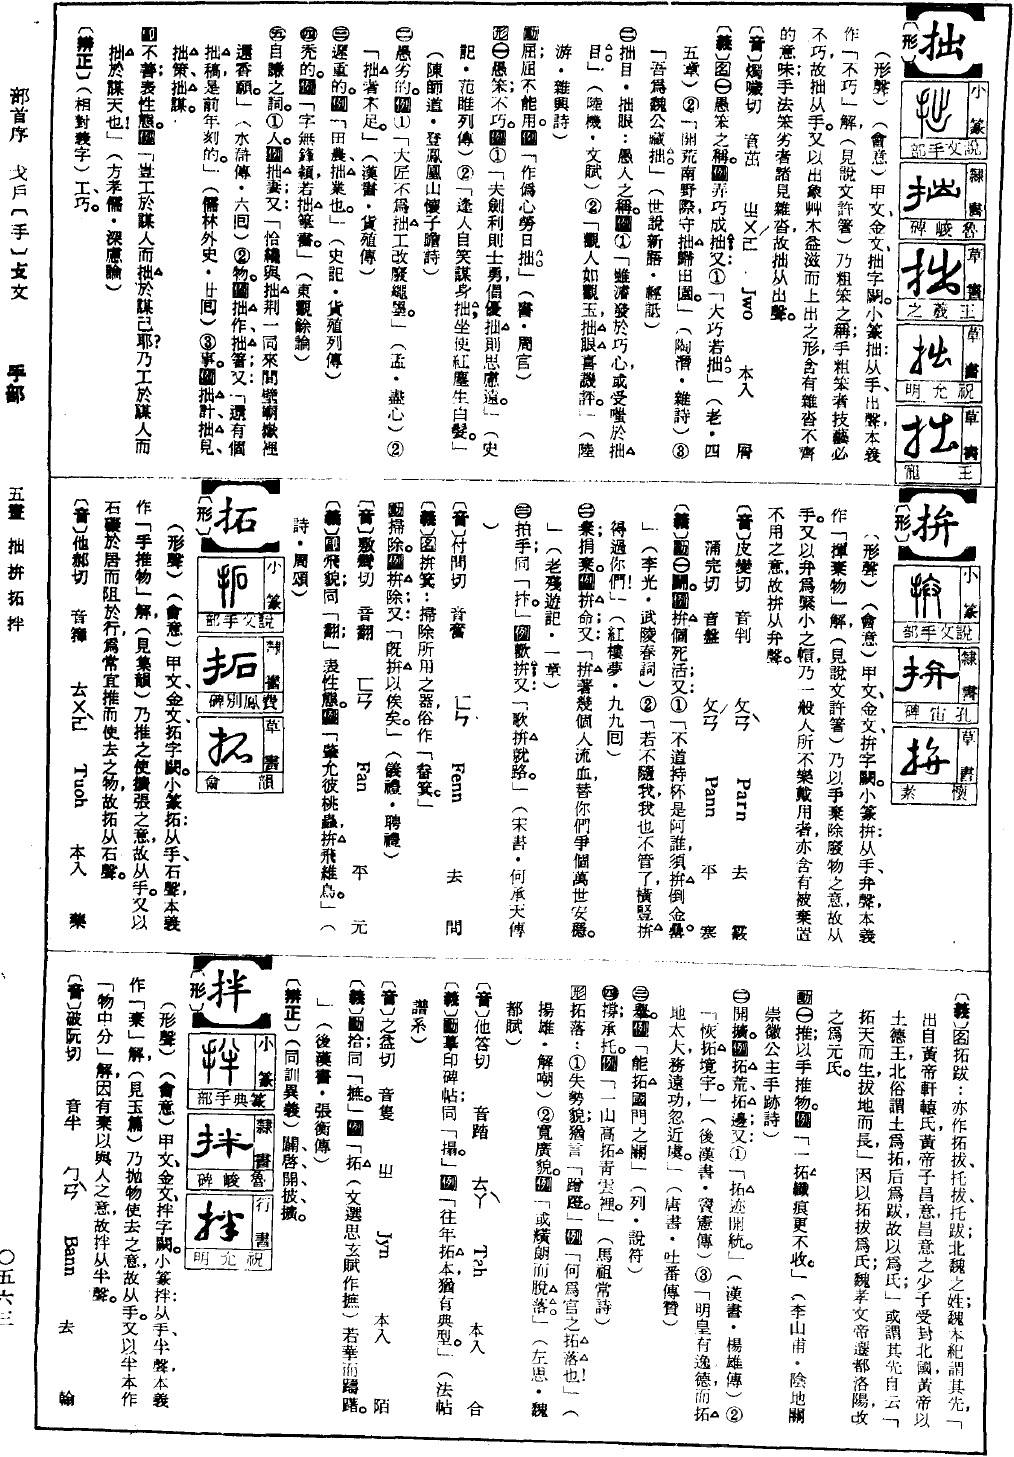 拙
〔形〕
小篆
說文手部
隸書
魯峻碑
草書
王羲之
草書
祝允明
草書
王寵
（形聲）（會意）甲文、金文拙字闕。小篆拙：从手、出聲，本義
作「不巧」解，（見說文許箸）乃粗笨之稱；手粗笨者技藝必
不巧，故拙从手。又以出象艸木益滋而上出之形，含有雜沓不齊
的意味，手法笨劣者諸見雜沓，故拙从出聲。
〔音〕燭噦切　音茁　ㄓㄨㄛ　Jwo　本入　屑
〔義〕名㊀愚笨之稱。例弄巧成拙。又①「大巧若拙」（老・四
五章）②「開荒南野際，守拙歸田園。」（陶潛・雜詩）③
「吾為魏公藏拙」（世說新語・輕詆）
㊁拙目・拙眼：愚人之稱。例①「雖濬發於巧心，或受嗤於拙
目。」（陸機・文賦）②「觀人如觀玉，拙眼喜譏評。」（陸
游・雜興詩）
動屈；屈不能用。例「作偽心勞日拙」（書・周官）
形㊀愚笨；不巧。例①「夫劍利則士勇，倡優拙則思慮遠。」（史
記・范雎列傳）②「逢人自笑謀身拙，坐使紅塵生白髮。」
（陳師道・登鳳凰山懷子瞻詩）
㊁愚劣的。例①「大匠不為拙工改廢繩墨。」（孟・盡心）②
「拙者不足。」（漢書・貨殖傳）
㊂遲重的。例「田農，拙業也。」（史記・貨殖列傳）
㊃禿的。例「字無鋒穎若拙筆書。」（東觀餘論）
㊄自謙之詞。①人。例拙妻。又「恰纔與拙荊一同來間壁嶽廟裡
還香願」（水滸傳・六回）②物。例拙作、拙箸。又「還有個
拙稿是前年刻的。」（儒林外史・廿回）③事。例拙計、拙見、
拙策、拙謀。
副不善；表性態。例「豈工於謀人而拙於謀己耶？乃工於謀人而
拙於謀天也！」（方孝儒・深慮論）
〔辨正〕（相對義字）工、巧。
拚
〔形〕
小篆
說文手部
隸書
孔宙碑
草書
懷素
（形聲）（會意）甲文、金文拚字闕。小篆拚：从手、弁聲，本義
作「揮棄物」解，（見說文許箸）乃以手棄除廢物之意，故从
手。又以弁為緊小之帽，乃一般人所不樂戴用者，亦含有被棄置
不用之意，故拚从弁聲。
〔音〕皮變切　音判　ㄆㄢˋ　Parn　去　霰
　　　涌完切　音盤　ㄆㄢˊ　Pann　平　寒
〔義〕動㊀鬪。例拚個死活。又①「不道持杯是阿誰，須拚倒金罍。
」（李光・武陵春詞）②「若不隨我，我也不管了，橫豎拚
得過你們！」（紅樓夢・九九回）
㊁棄；捐棄。例拚命。又「拚著幾個人流血，替你們爭個萬世安穩。
」（老殘遊記・一章）
㊂拍手；同「抃」。例歡拚。又「歌拚就路。」（宋書・何承天傳
）
〔音〕付問切　音奮　ㄈㄣˋ　Fenn　去　問
〔義〕名拚箕：掃除所用之器，俗作「畚箕」。
動掃除。例拚除。又「既拚以俟矣。」（儀禮・聘禮）
〔音〕敷鸞切　音翻　ㄈㄢ　Fan　平　元
〔義〕副飛貌；同「翻」；表性態。例「肇允彼桃蟲，拚飛維鳥。」（
詩・周頌）
拓
〔形〕
小篆
說文手部
隸書
費鳳別碑
草書
韻會
（形聲）（會意）甲文、金文拓字闕。小篆拓：从手、石聲，本義
作「手推物」解，（見集韻）乃推之使擴張之意，故从手。又以
石礙於居而阻於行，為常宜推而使去之物，故拓从石聲。
〔音〕他郝切　音籜　ㄊㄨㄛˋ　Tuoh　本入　藥
〔義〕名拓跋：亦作拓拔、托拔、托跋，北魏之姓，魏本紀謂其先，「
出自黃帝軒轅氏；黃帝子昌意，昌意之少子受封北國，黃帝以
土德王，北俗謂土為拓，后為跋，故以為氏；」或謂其先自云「
拓天而生，拔地而長，」因以拓拔為氏；魏孝文帝遷都洛陽，改
之為元氏。
動㊀推；以手推物。例「一拓纖痕更不收。」（李山甫・陰地關
崇徽公主手跡詩）
㊁開；擴。例拓荒、拓邊。又①「拓迹開統。」（漢書・楊雄傳）②
「恢拓境宇。」（後漢書・竇憲傳）③「明皇有逸德而拓
地太大，務遠功，忽近虞。」（唐書・吐番傳贊）
㊂舉。例「能拓國門之關」（列・說符）
㊃撐；承托。例「一山高拓青雲裡。」（馬祖常詩）
形拓落：①失勢貌，猶言「蹭蹬」。例「何為官之拓落也！」（
揚雄・解嘲）②寬廣貌。例「或㠵朗而脫落。」（左思・魏
都賦）
〔音〕他答切　音踏　ㄊㄚˋ　Tah　本入　合
〔義〕動摹印碑帖；同「搨」。例「往年拓本猶有典型。」（法帖
譜系）
〔音〕之益切　音隻　ㄓ　Jyn　本入　陌
〔義〕動拾；同「摭」。例「拓（文選思玄賦作摭）若華而躊躇。
」（後漢書・張衡傳）
〔辨正〕（同訓異義）闢、啓、開、披、擴。
拌
〔形〕
小篆
篆典手部
隸書
魯峻碑
行書
祝允明
（形聲）（會意）甲文、金文拌字闕。小篆拌：从手、半聲，本義
作「棄」解，（見玉篇）乃拋物使去之意，故从手。又以半本作
「物中分」解，因有棄以與人之意，故拌从半聲。
〔音〕破阮切　音半　ㄅㄢˋ　Bann　去　翰
部首序　戈戶〔手〕支文　手部　五畫　拙拚拓拌　〇五六三